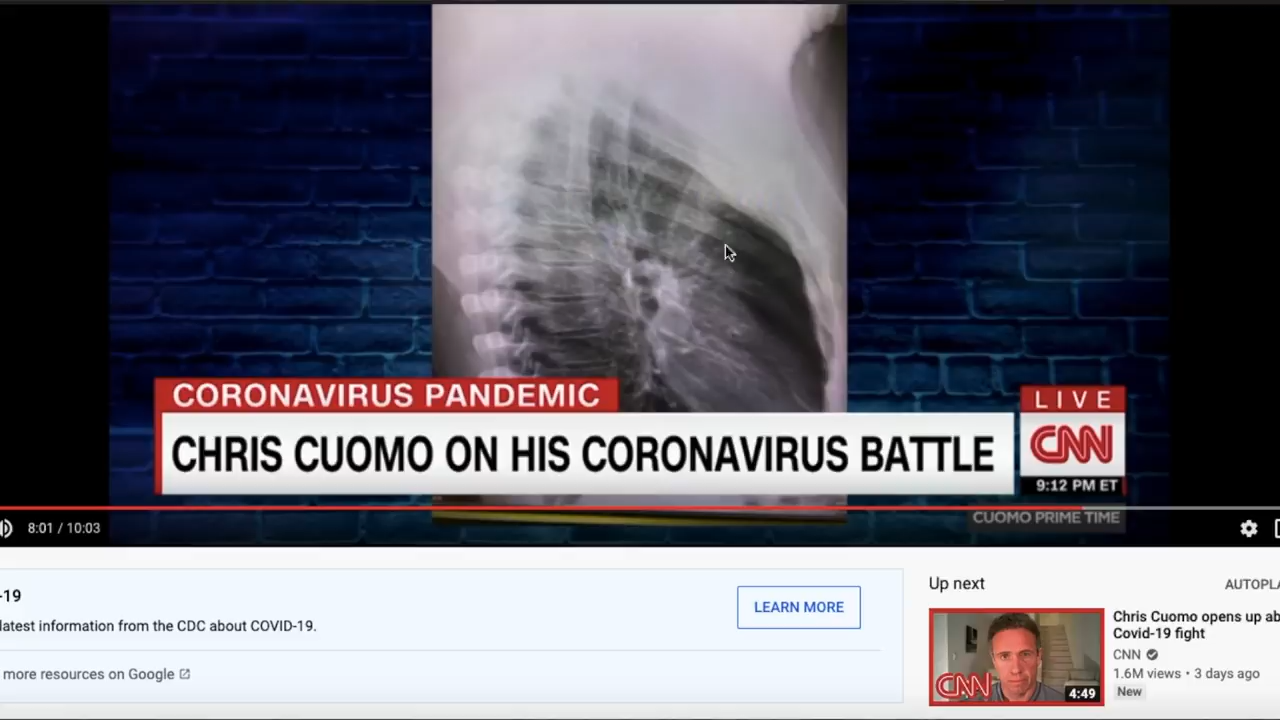 CORONAVIRUS PANDEMIC
CHRIS CUOMO ON HIS CORONAVIRUS BATTLE
LIVE
CNN
9:12 PM ET
CUOMO PRIME TIME
8:01 / 10:03
-19
latest information from the CDC about COVID-19.
LEARN MORE
more resources on Google
Up next
AUTOPLA
Chris Cuomo opens up ab
Covid-19 fight
CNN
1.6M views • 3 days ago
New
CNN
4:49